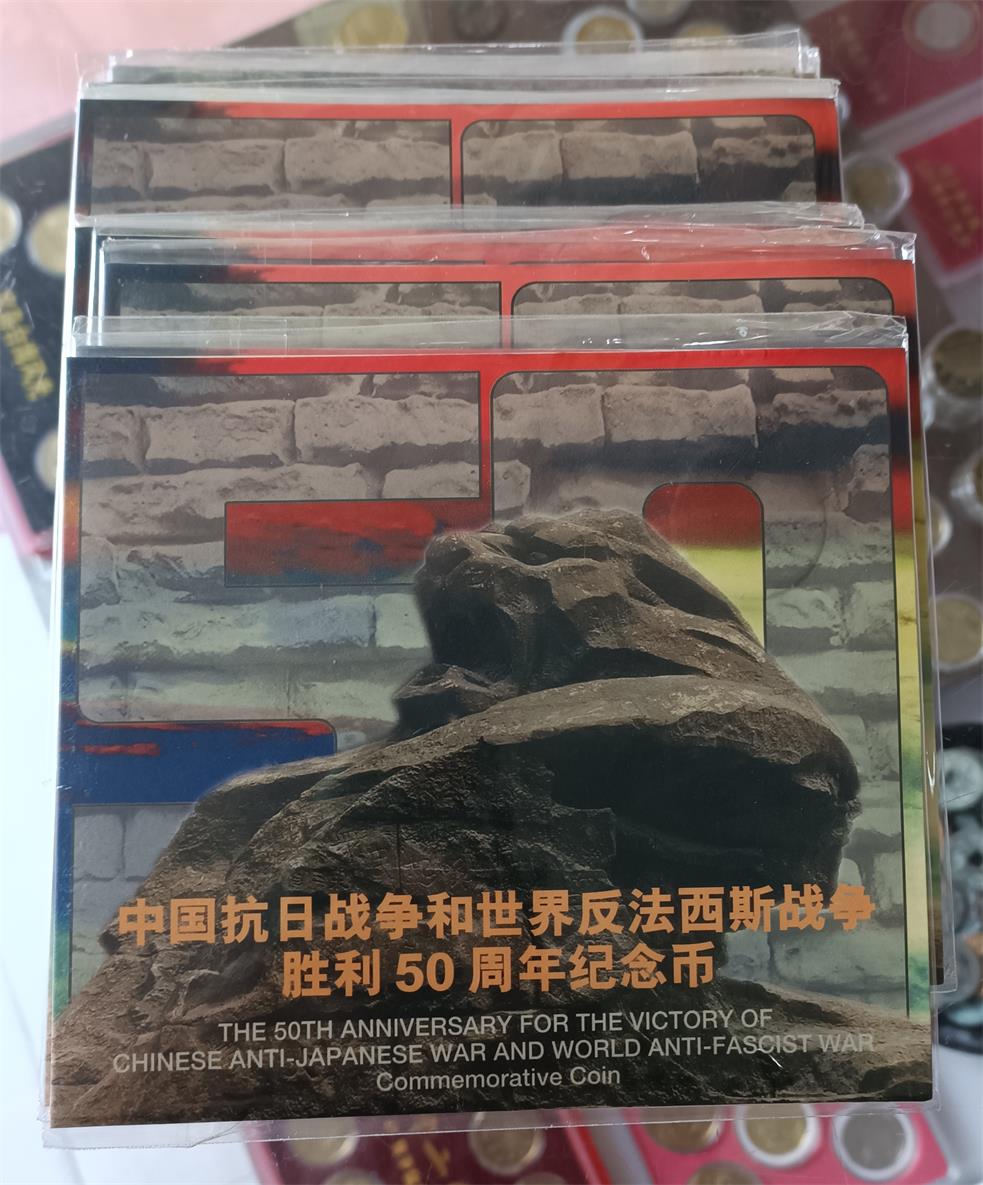 中国抗日战争和世界反法西斯战争
胜利50周年纪念币
THE 50TH ANNIVERSARY FOR THE VICTORY OF
CHINESE ANTI-JAPANESE WAR AND WORLD ANTI-FASCIST WAR
Commemorative Coin